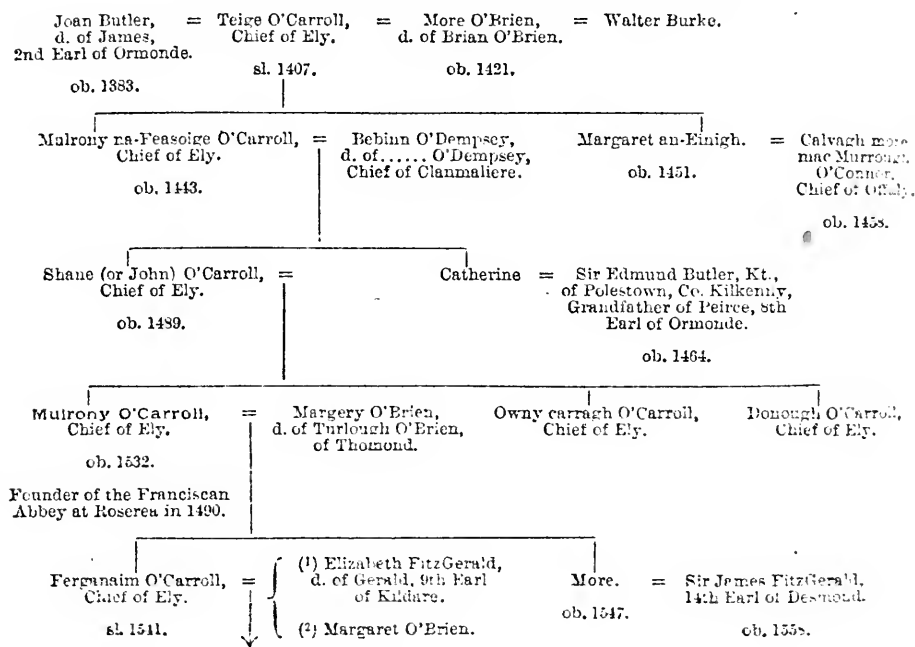 Joan Butler, = Teige O'Carroll, = More O'Brien, = Walter Burke.
d. of James, Chief of Ely. d. of Brian O'Brien.
2nd Earl of Ormonde.
ob. 1383. sl. 1407. ob. 1421.
Mulrony na-Feasoige O'Carroll, = Bebinn O'Dempsey, Margaret an-Einigh. = Calvagh more
Chief of Ely. d. of...... O'Dempsey, mac Murrough
Chief of Clanmaliere. O'Connor,
ob. 1443. ob. 1451. Chief of Offaly.
ob. 1458.
Shane (or John) O'Carroll, = Catherine = Sir Edmund Butler, Kt.,
Chief of Ely. of Polestown, Co. Kilkenny,
Grandfather of Peirce, 8th
ob. 1489. Earl of Ormonde.
ob. 1464.
Mulrony O'Carroll, = Margery O'Brien, Owny carragh O'Carroll, Donough O'Carroll,
Chief of Ely. d. of Turlough O'Brien, Chief of Ely. Chief of Ely.
of Thomond.
ob. 1532.
Founder of the Franciscan
Abbey at Roscrea in 1490.
(1) Elizabeth FitzGerald,
Ferganaim O'Carroll, = d. of Gerald, 9th Earl More. = Sir James FitzGerald,
Chief of Ely. of Kildare. 14th Earl of Desmond.
ob. 1547.
sl. 1541. (2) Margaret O'Brien. ob. 1558.